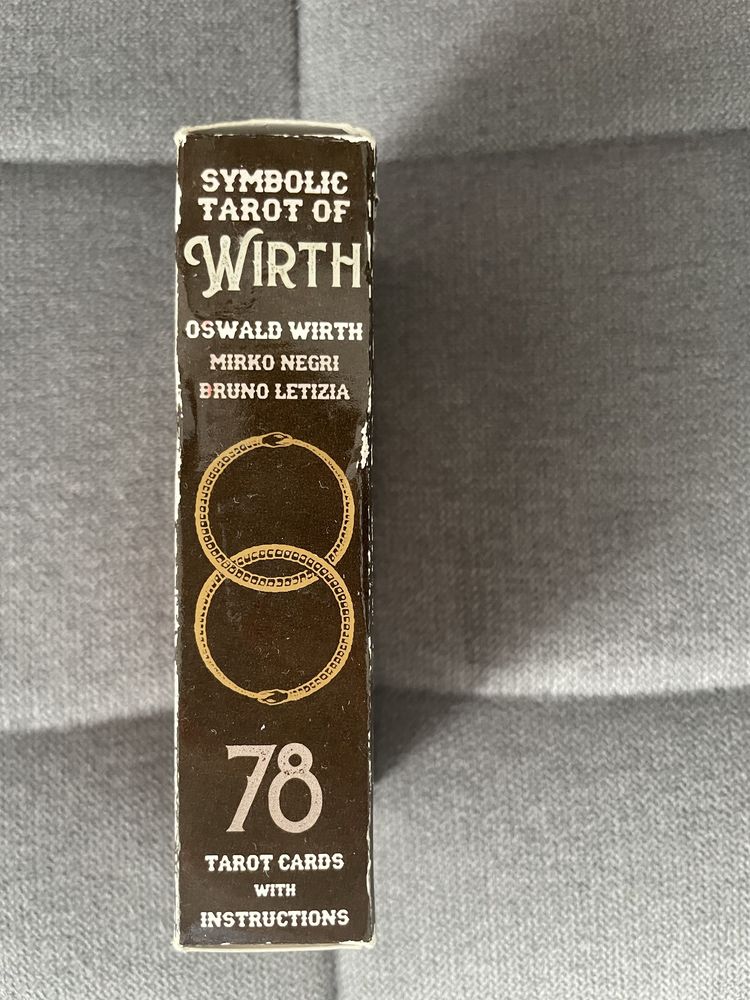 SYMBOLIC
TAROT OF
WIRTH
OSWALD WIRTH
MIRKO NEGRI
BRUNO LETIZIA
78
TAROT CARDS
WITH
INSTRUCTIONS